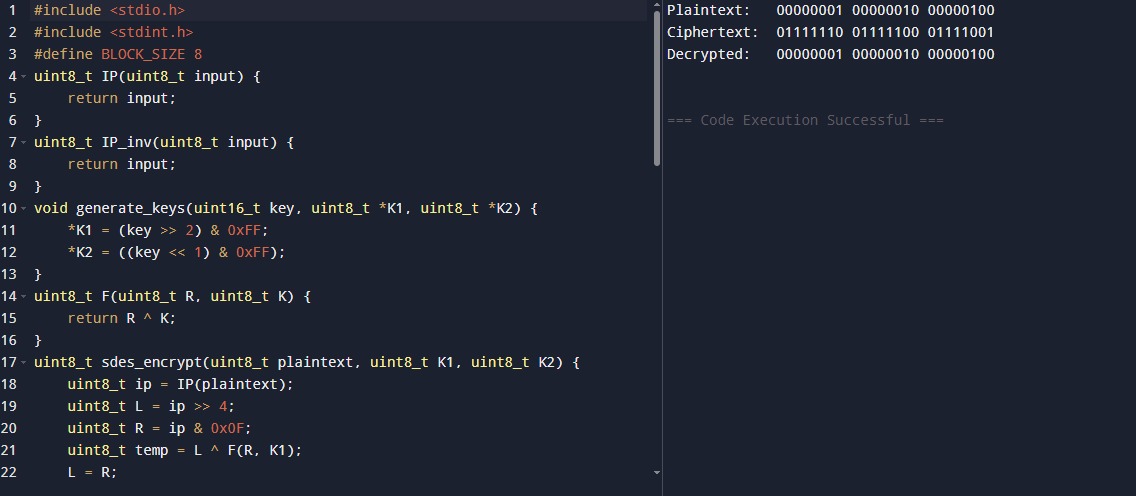 1 #include <stdio.h>
2 #include <stdint.h>
3 #define BLOCK_SIZE 8
4 uint8_t IP(uint8_t input) {
5     return input;
6 }
7 uint8_t IP_inv(uint8_t input) {
8     return input;
9 }
10 void generate_keys(uint16_t key, uint8_t *K1, uint8_t *K2) {
11     *K1 = (key >> 2) & 0xFF;
12     *K2 = ((key << 1) & 0xFF);
13 }
14 uint8_t F(uint8_t R, uint8_t K) {
15     return R ^ K;
16 }
17 uint8_t sdes_encrypt(uint8_t plaintext, uint8_t K1, uint8_t K2) {
18     uint8_t ip = IP(plaintext);
19     uint8_t L = ip >> 4;
20     uint8_t R = ip & 0x0F;
21     uint8_t temp = L ^ F(R, K1);
22     L = R;
Plaintext:   00000001 00000010 00000100
Ciphertext:  01111110 01111100 01111001
Decrypted:   00000001 00000010 00000100
=== Code Execution Successful ===